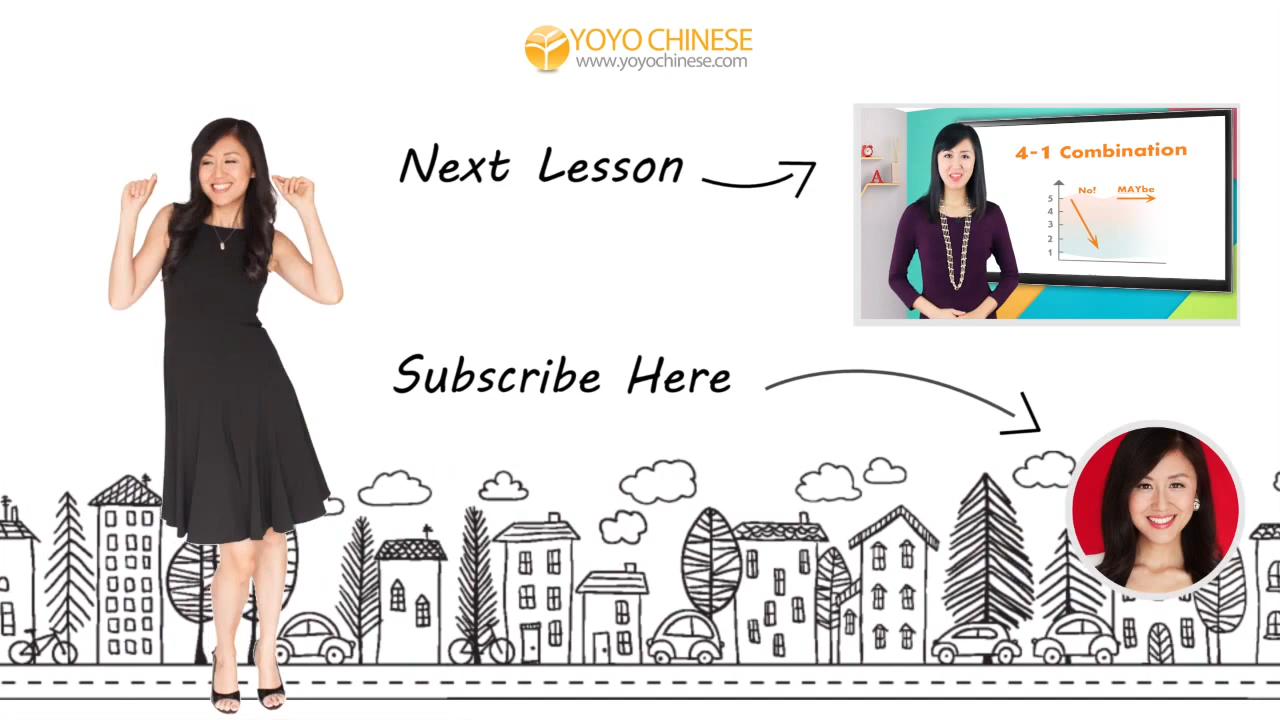 YOYO CHINESE
www.yoyochinese.com
Next Lesson
4-1 Combination
No! MAYbe
5
4
3
2
1
A
Subscribe Here